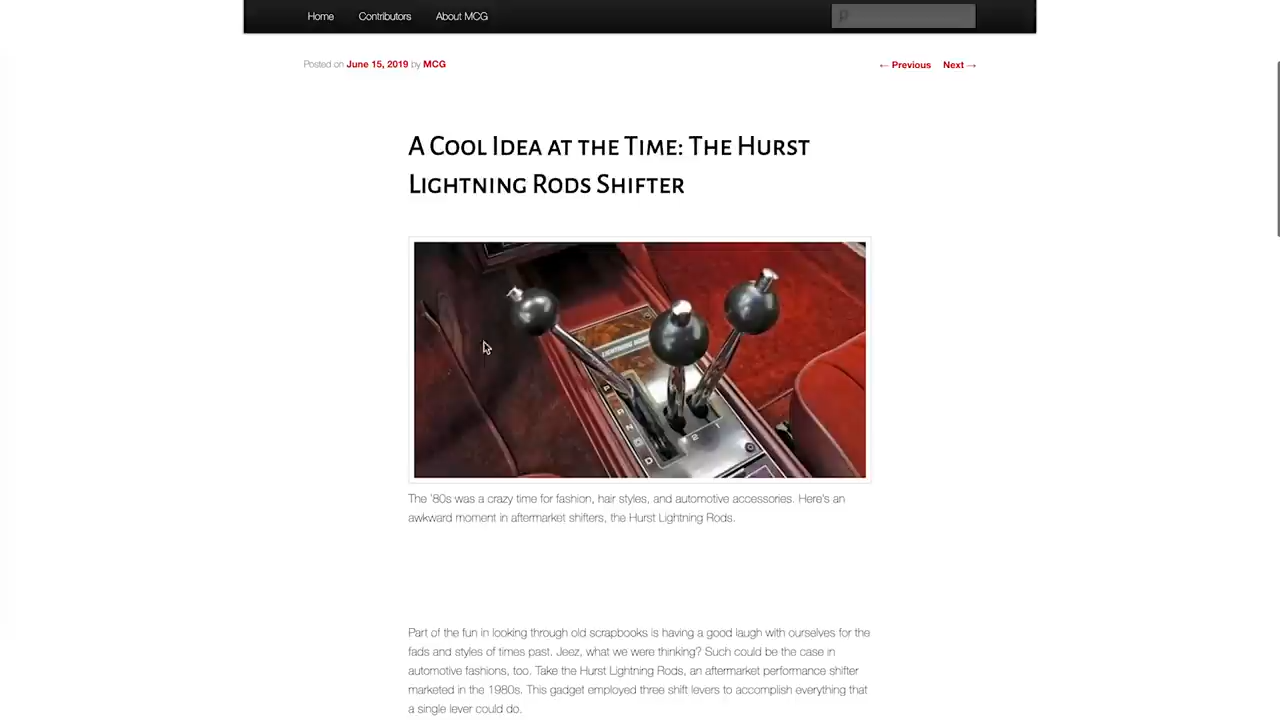 Home Contributors About MCG
Posted on June 15, 2019 by MCG ← Previous Next →
A Cool Idea at the Time: The Hurst
Lightning Rods Shifter
LIGHTNING RODS
P
R
N
D
D
2
1
The '80s was a crazy time for fashion, hair styles, and automotive accessories. Here's an
awkward moment in aftermarket shifters, the Hurst Lightning Rods.
Part of the fun in looking through old scrapbooks is having a good laugh with ourselves for the
fads and styles of times past. Jeez, what we were thinking? Such could be the case in
automotive fashions, too. Take the Hurst Lightning Rods, an aftermarket performance shifter
marketed in the 1980s. This gadget employed three shift levers to accomplish everything that
a single lever could do.